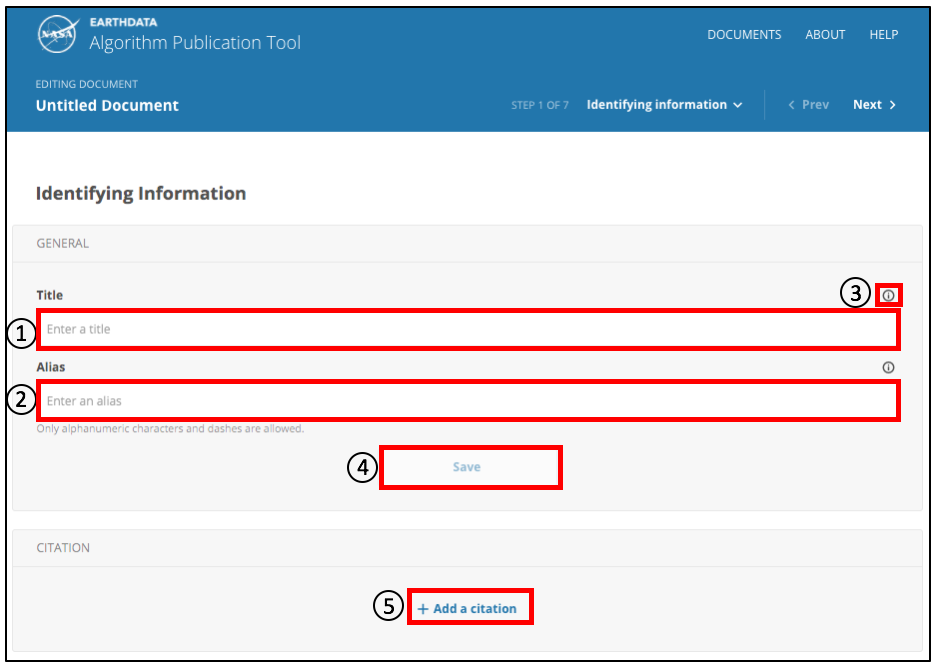 NASA
EARTHDATA
Algorithm Publication Tool
DOCUMENTS ABOUT HELP
EDITING DOCUMENT
Untitled Document
STEP 1 OF 7 Identifying information Prev Next
Identifying Information
GENERAL
Title
3
1 Enter a title
Alias
2 Enter an alias
Only alphanumeric characters and dashes are allowed.
4 Save
CITATION
5 + Add a citation